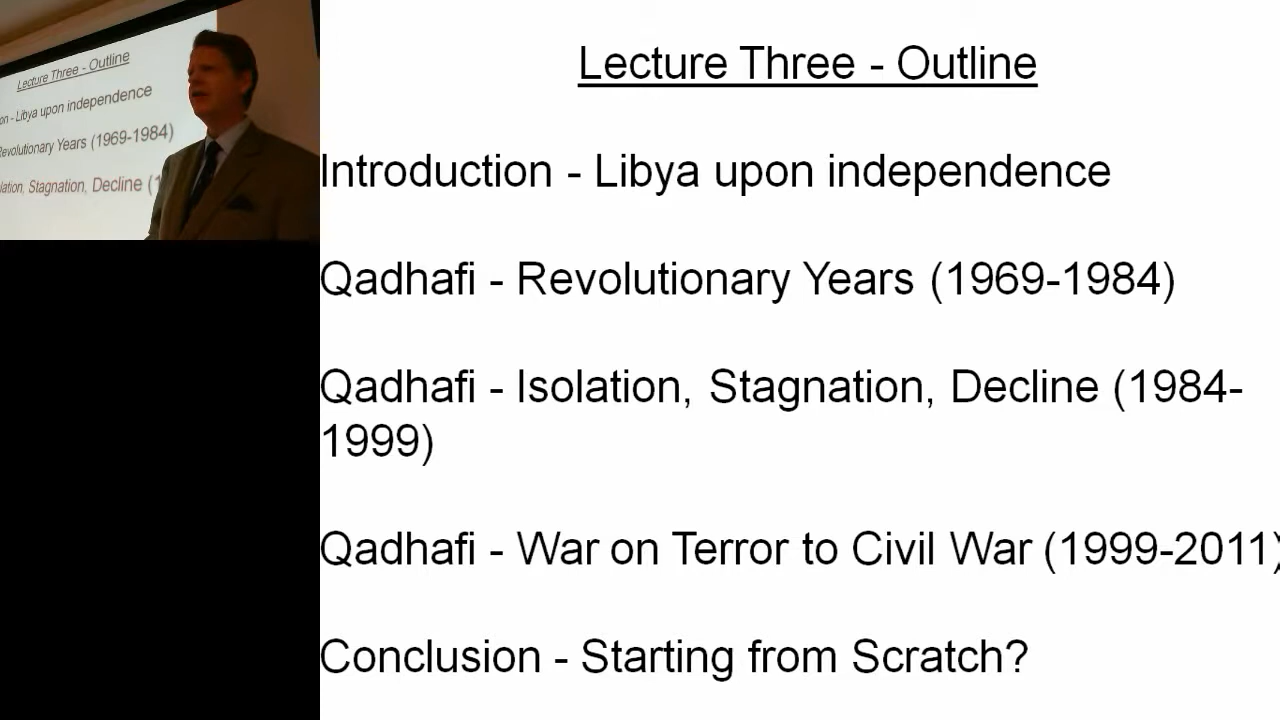 Lecture Three - Outline
on - Libya upon independence
Revolutionary Years (1969-1984)
Stagnation, Decline (1
Lecture Three - Outline
Introduction - Libya upon independence
Qadhafi - Revolutionary Years (1969-1984)
Qadhafi - Isolation, Stagnation, Decline (1984-
1999)
Qadhafi - War on Terror to Civil War (1999-2011)
Conclusion - Starting from Scratch?